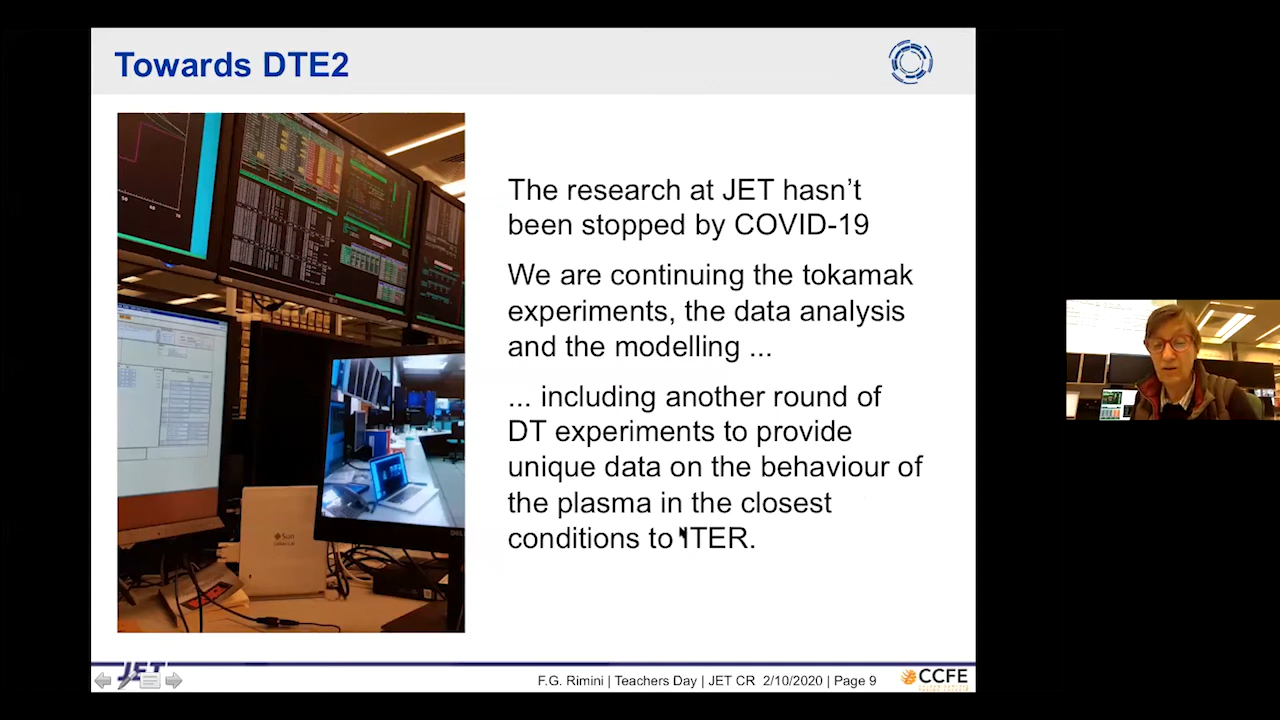 Towards DTE2
The research at JET hasn’t
been stopped by COVID-19
We are continuing the tokamak
experiments, the data analysis
and the modelling ...
... including another round of
DT experiments to provide
unique data on the behaviour of
the plasma in the closest
conditions to ITER.
Sun
JET
F.G. Rimini | Teachers Day | JET CR 2/10/2020 | Page 9
CCFE